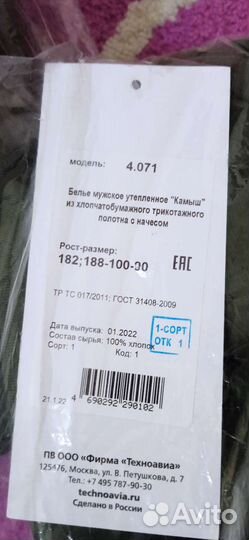 модель: 4.071
Белье мужское утепленное "Камыш"
из хлопчатобумажного трикотажного
полотна с начесом
Рост-размер:
182;188-100-90
ЕАС
ТР ТС 017/2011; ГОСТ 31408-2009
Дата выпуска: 01.2022
Состав сырья: 100% хлопок
Сорт: 1 Код: 1
1-СОРТ
ОТК 1
21.1.22
4 690292 290102
ПВ ООО «Фирма «Техноавиа»
125476, Москва, ул. В. Петушкова, д. 7
Тел.: +7 495 787-90-30
technoavia.ru
Сделано в России
Avito